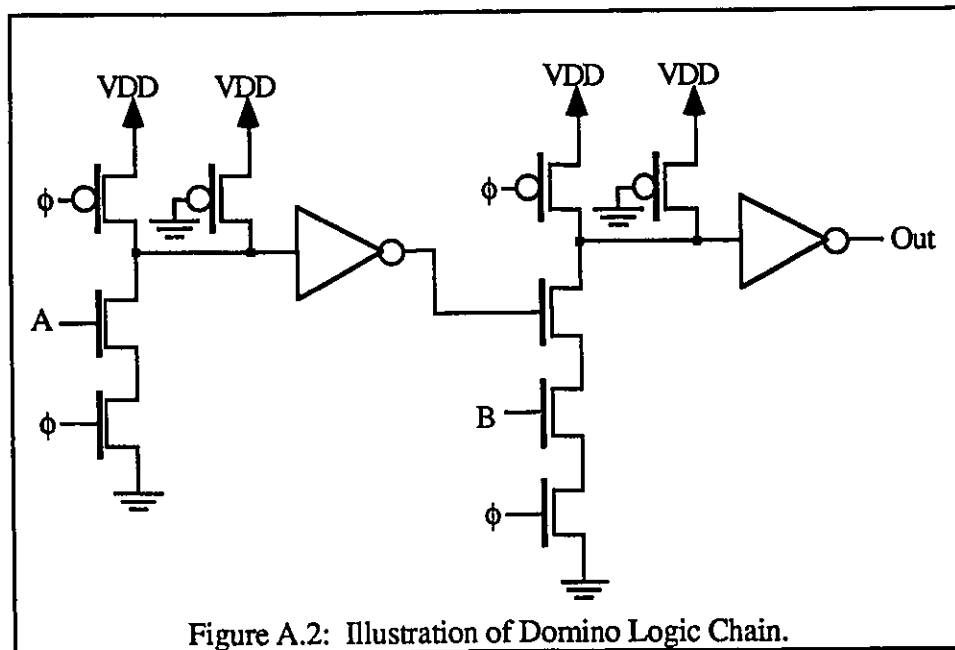 VDD VDD VDD VDD
ϕ ϕ
Out
A
B
ϕ
ϕ
Figure A.2: Illustration of Domino Logic Chain.